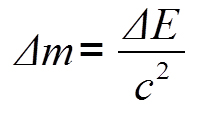 Δm = ΔE / c²